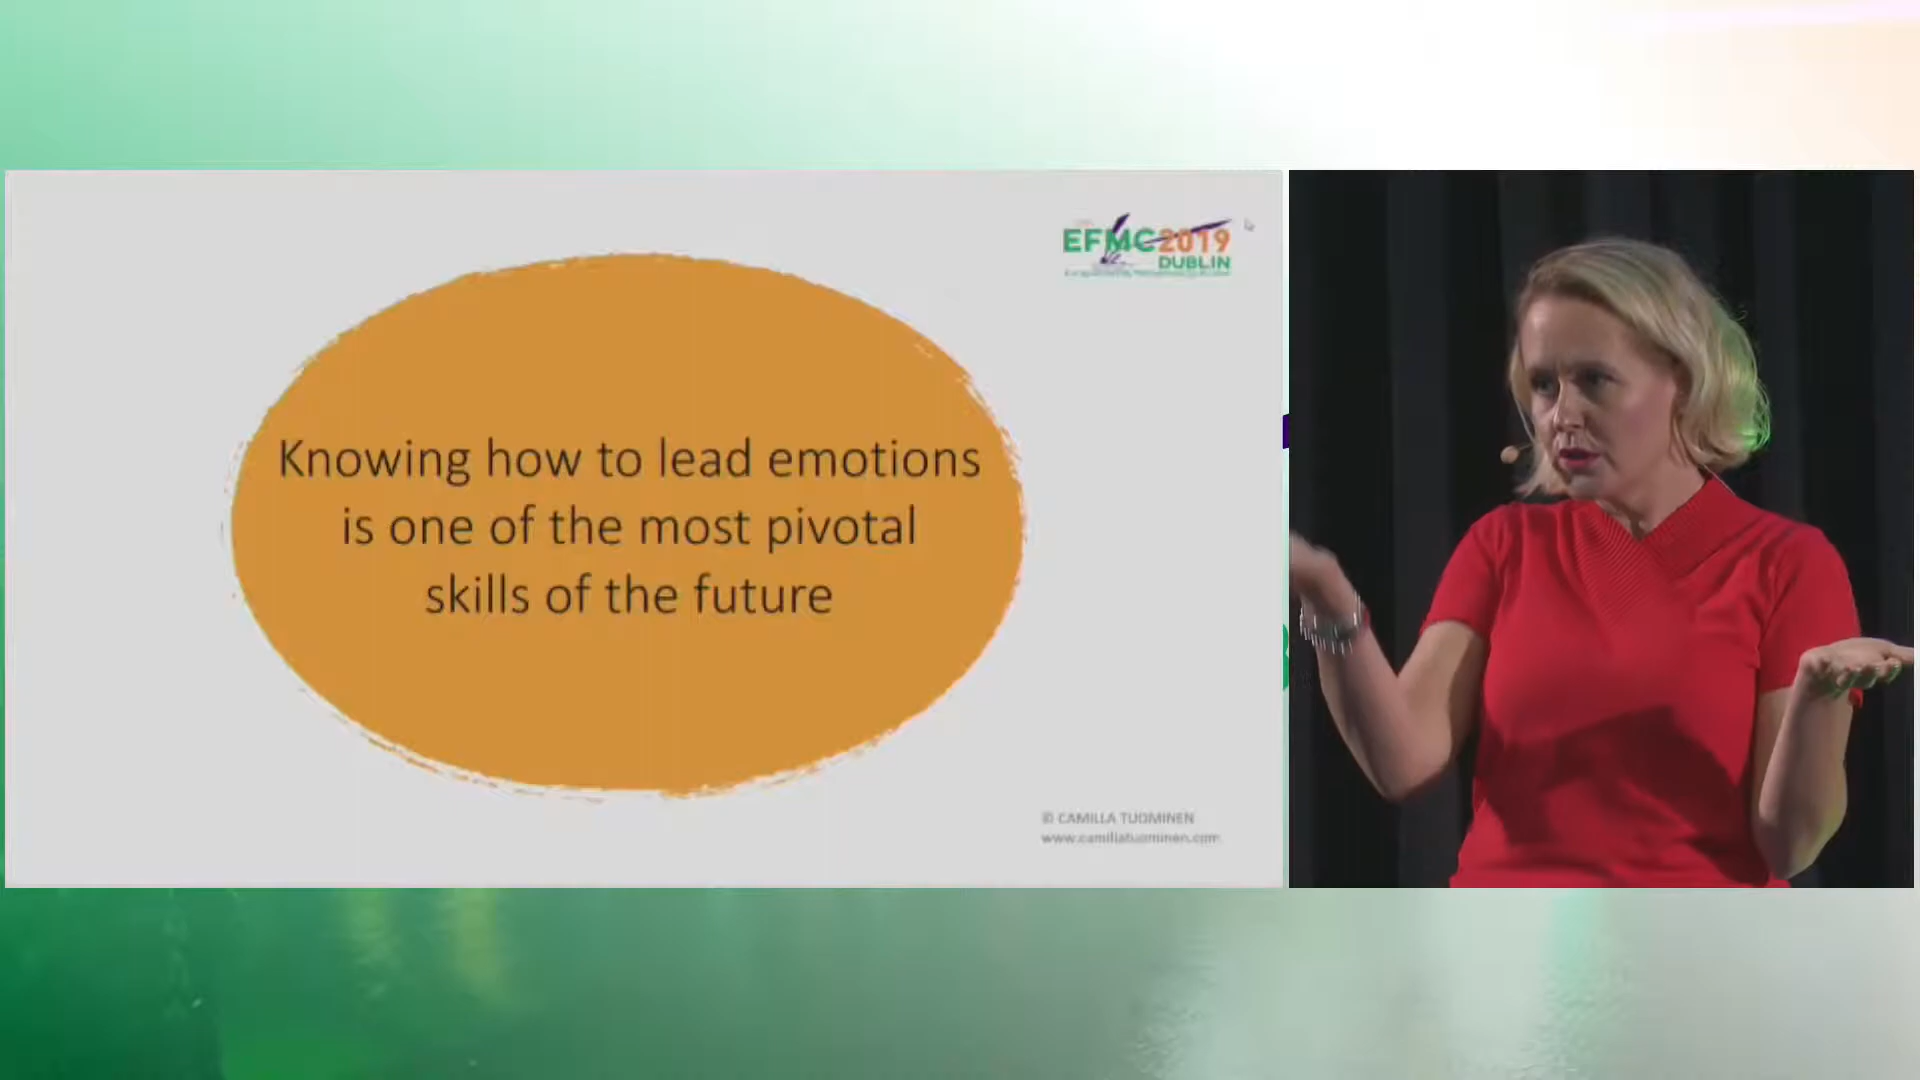 EFMC2019
DUBLIN
Knowing how to lead emotions
is one of the most pivotal
skills of the future
© CAMILLA TUOMINEN
www.camillatuominen.com